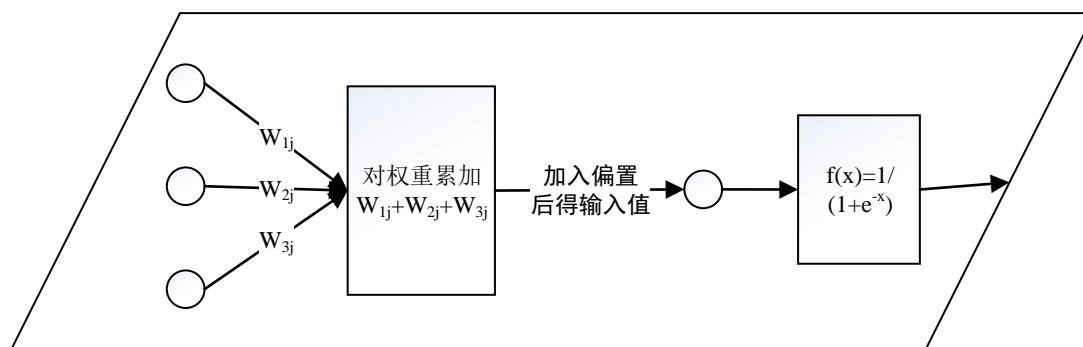 W₁ⱼ
W₂ⱼ
W₃ⱼ
对权重累加
W₁ⱼ+W₂ⱼ+W₃ⱼ
加入偏置
后得输入值
f(x)=1/
(1+e⁻ˣ)